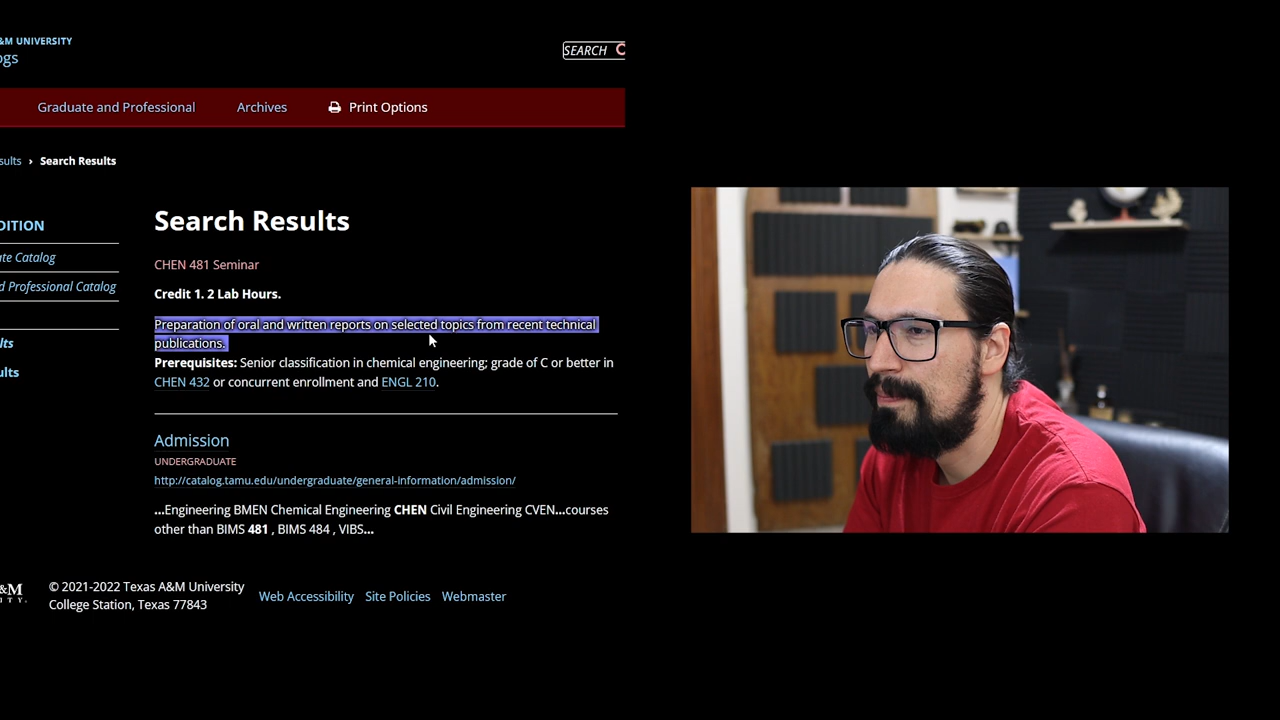 &M UNIVERSITY
ogs
SEARCH
Graduate and Professional
Archives
Print Options
sults › Search Results
DITION
Search Results
ate Catalog
d Professional Catalog
lts
ults
CHEN 481 Seminar
Credit 1. 2 Lab Hours.
Preparation of oral and written reports on selected topics from recent technical
publications.
Prerequisites: Senior classification in chemical engineering; grade of C or better in
CHEN 432 or concurrent enrollment and ENGL 210.
Admission
UNDERGRADUATE
http://catalog.tamu.edu/undergraduate/general-information/admission/
...Engineering BMEN Chemical Engineering CHEN Civil Engineering CVEN...courses
other than BIMS 481 , BIMS 484 , VIBS...
&M
I T Y.
© 2021-2022 Texas A&M University
College Station, Texas 77843
Web Accessibility
Site Policies
Webmaster